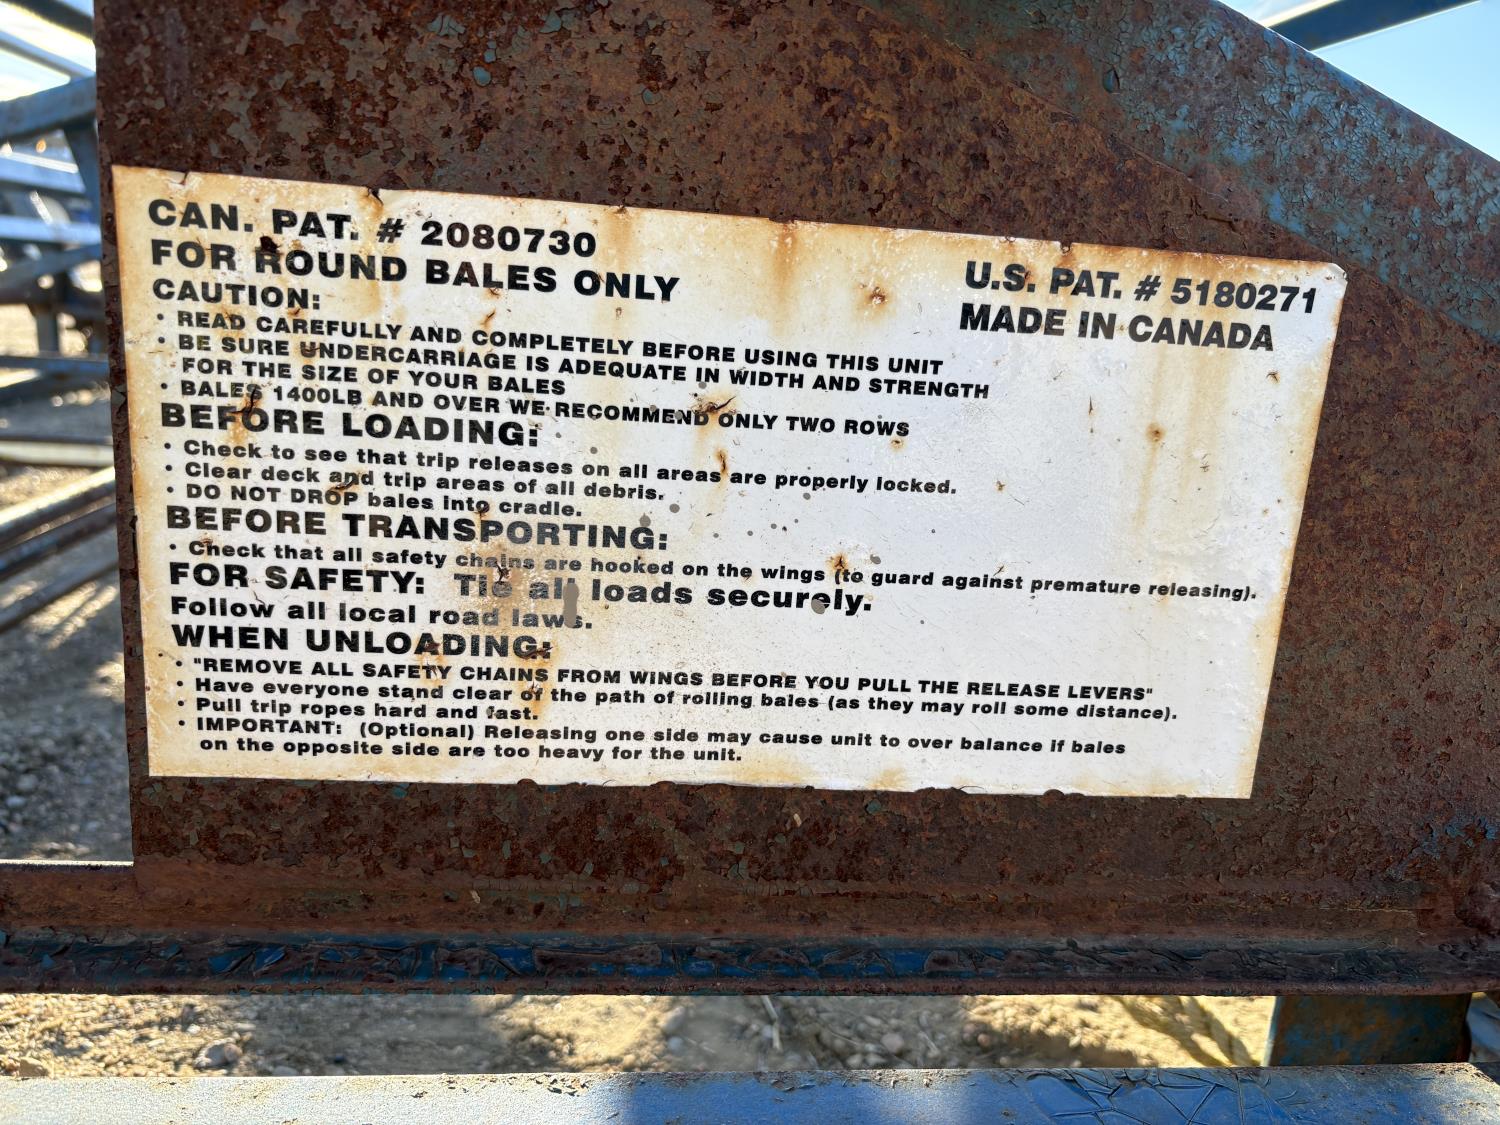 CAN. PAT. # 2080730
U.S. PAT. # 5180271
FOR ROUND BALES ONLY
MADE IN CANADA
CAUTION:
• READ CAREFULLY AND COMPLETELY BEFORE USING THIS UNIT
• BE SURE UNDERCARRIAGE IS ADEQUATE IN WIDTH AND STRENGTH
FOR THE SIZE OF YOUR BALES
• BALES 1400LB AND OVER WE RECOMMEND ONLY TWO ROWS
BEFORE LOADING:
• Check to see that trip releases on all areas are properly locked.
• Clear deck and trip areas of all debris.
• DO NOT DROP bales into cradle.
BEFORE TRANSPORTING:
• Check that all safety chains are hooked on the wings (to guard against premature releasing).
FOR SAFETY: Tie all loads securely.
Follow all local road laws.
WHEN UNLOADING:
• "REMOVE ALL SAFETY CHAINS FROM WINGS BEFORE YOU PULL THE RELEASE LEVERS"
• Have everyone stand clear of the path of rolling bales (as they may roll some distance).
• Pull trip ropes hard and fast.
• IMPORTANT: (Optional) Releasing one side may cause unit to over balance if bales
on the opposite side are too heavy for the unit.